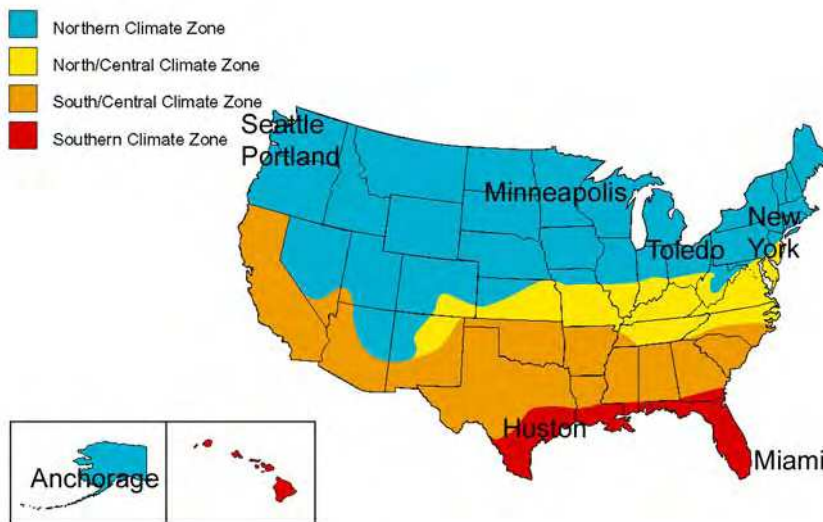 Northern Climate Zone
North/Central Climate Zone
South/Central Climate Zone
Southern Climate Zone
Seattle
Portland
Minneapolis
New
York
Toledo
Huston
Miami
Anchorage